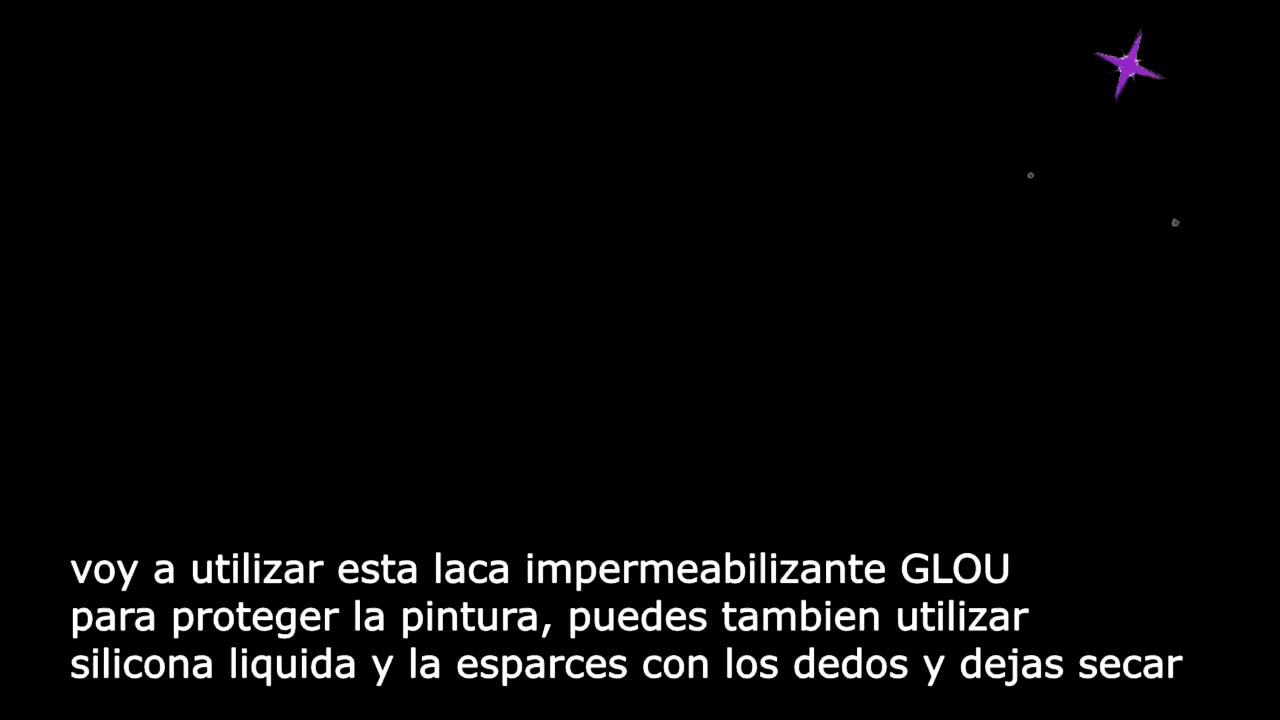 voy a utilizar esta laca impermeabilizante GLOU
para proteger la pintura, puedes tambien utilizar
silicona liquida y la esparces con los dedos y dejas secar